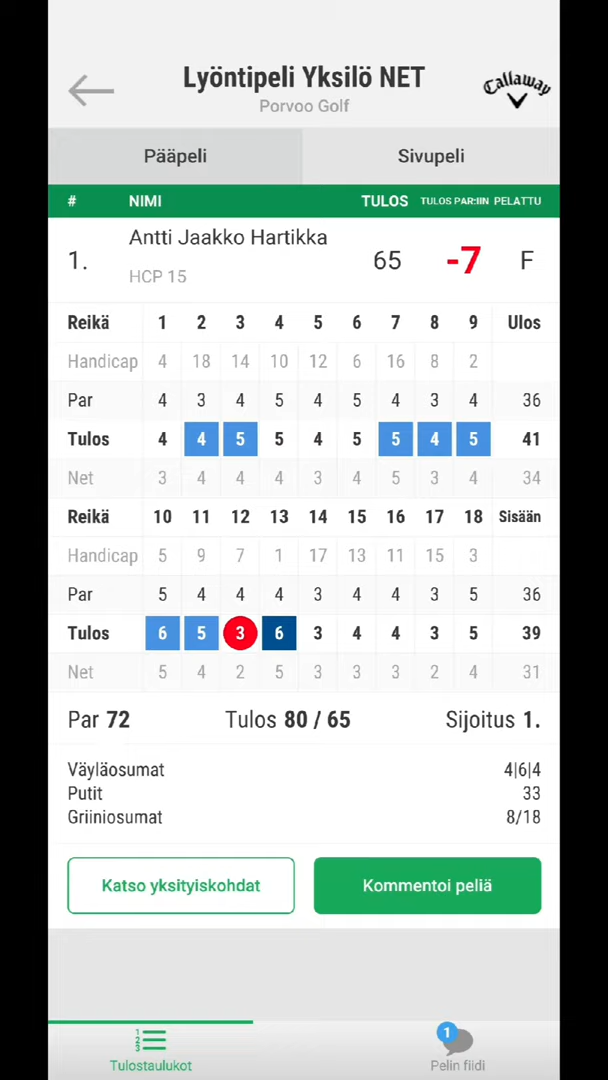 Lyöntipeli Yksilö NET
Callaway
Porvoo Golf
Pääpeli Sivupeli
# NIMI TULOS TULOS PAR:IIN PELATTU
Antti Jaakko Hartikka
1. 65 -7 F
HCP 15
Reikä 1 2 3 4 5 6 7 8 9 Ulos
Handicap 4 18 14 10 12 6 16 8 2
Par 4 3 4 5 4 5 4 3 4 36
Tulos 4 4 5 5 4 5 5 4 5 41
Net 3 4 4 4 3 4 5 3 4 34
Reikä 10 11 12 13 14 15 16 17 18 Sisään
Handicap 5 9 7 1 17 13 11 15 3
Par 5 4 4 4 3 4 4 3 5 36
Tulos 6 5 3 6 3 4 4 3 5 39
Net 5 4 2 5 3 3 3 2 4 31
Par 72 Tulos 80 / 65 Sijoitus 1.
Väyläosumat 4|6|4
Putit 33
Griiniosumat 8/18
Katso yksityiskohdat Kommentoi peliä
1
2
3
1
Tulostaulukot Pelin fiidi